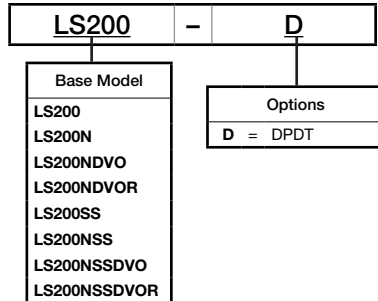 LS200 – D
Base Model
LS200
LS200N
LS200NDVO
LS200NDVOR
LS200SS
LS200NSS
LS200NSSDVO
LS200NSSDVOR
Options
D = DPDT